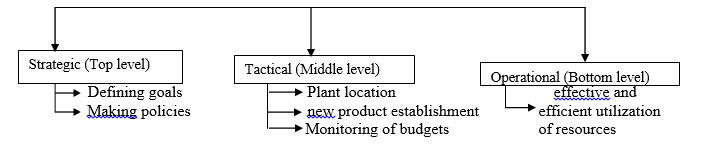 Strategic (Top level)
Defining goals
Making policies
Tactical (Middle level)
Plant location
new product establishment
Monitoring of budgets
Operational (Bottom level)
effective and
efficient utilization
of resources